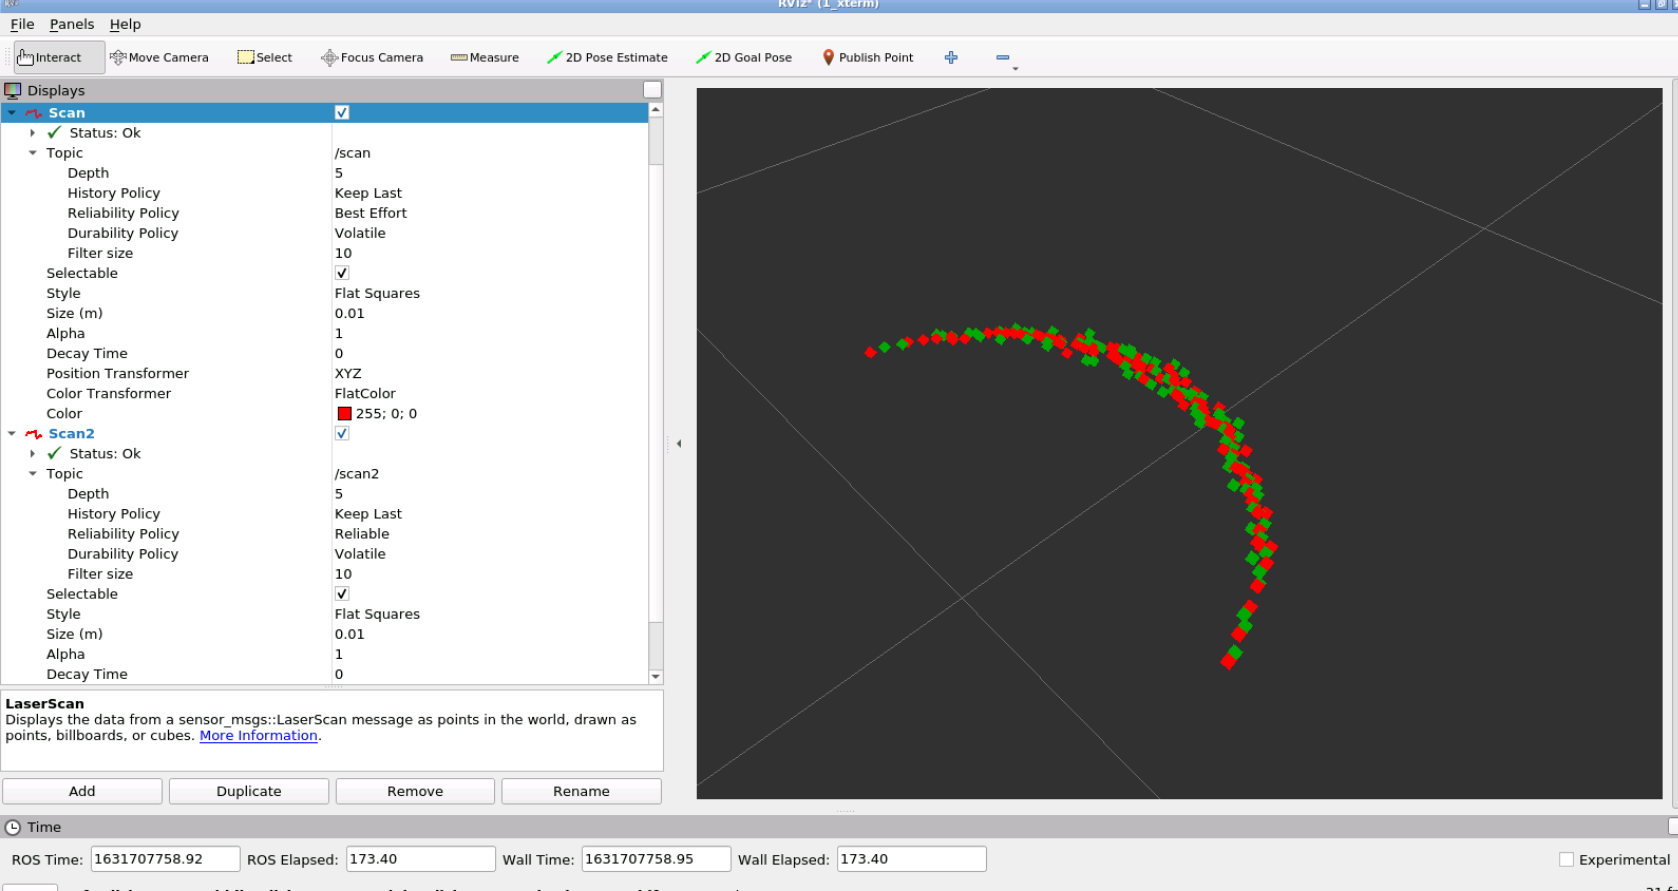 RViz* (1_xterm)
File Panels Help
Interact Move Camera Select Focus Camera Measure 2D Pose Estimate 2D Goal Pose Publish Point
Displays
Scan
Status: Ok
Topic /scan
Depth 5
History Policy Keep Last
Reliability Policy Best Effort
Durability Policy Volatile
Filter size 10
Selectable
Style Flat Squares
Size (m) 0.01
Alpha 1
Decay Time 0
Position Transformer XYZ
Color Transformer FlatColor
Color 255; 0; 0
Scan2
Status: Ok
Topic /scan2
Depth 5
History Policy Keep Last
Reliability Policy Reliable
Durability Policy Volatile
Filter size 10
Selectable
Style Flat Squares
Size (m) 0.01
Alpha 1
Decay Time 0
LaserScan
Displays the data from a sensor_msgs::LaserScan message as points in the world, drawn as
points, billboards, or cubes. More Information.
Add Duplicate Remove Rename
Time
ROS Time: 1631707758.92 ROS Elapsed: 173.40 Wall Time: 1631707758.95 Wall Elapsed: 173.40 Experimental